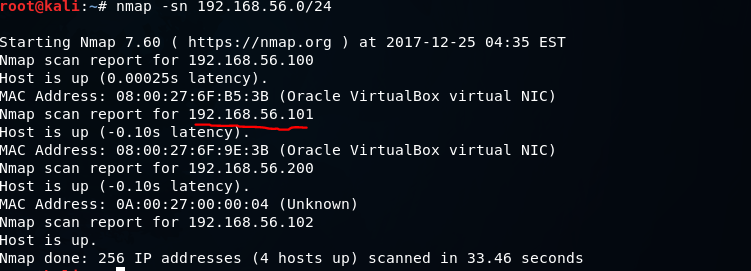 root@kali:~# nmap -sn 192.168.56.0/24
Starting Nmap 7.60 ( https://nmap.org ) at 2017-12-25 04:35 EST
Nmap scan report for 192.168.56.100
Host is up (0.00025s latency).
MAC Address: 08:00:27:6F:B5:3B (Oracle VirtualBox virtual NIC)
Nmap scan report for 192.168.56.101
Host is up (-0.10s latency).
MAC Address: 08:00:27:6F:9E:3B (Oracle VirtualBox virtual NIC)
Nmap scan report for 192.168.56.200
Host is up (-0.10s latency).
MAC Address: 0A:00:27:00:00:04 (Unknown)
Nmap scan report for 192.168.56.102
Host is up.
Nmap done: 256 IP addresses (4 hosts up) scanned in 33.46 seconds